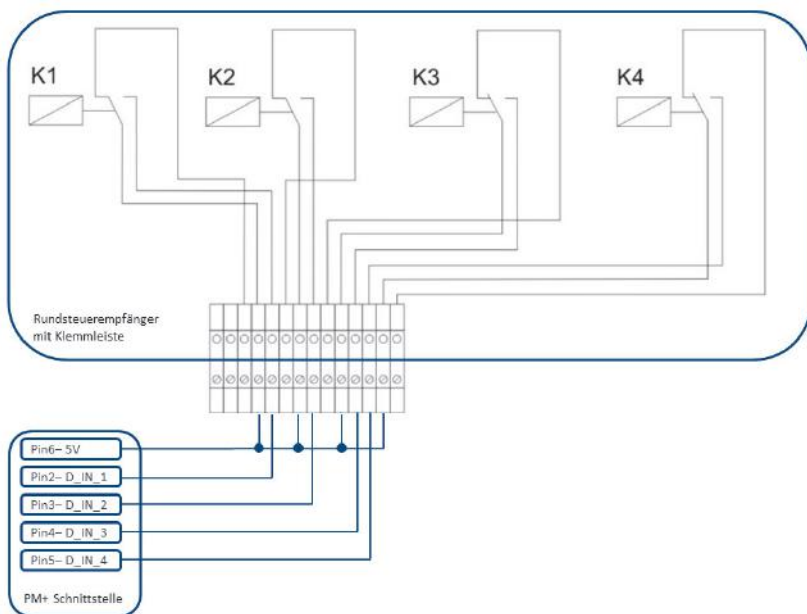 K1
K2
K3
K4
Rundsteuerempfänger
mit Klemmleiste
Pin6– 5V
Pin2– D_IN_1
Pin3– D_IN_2
Pin4– D_IN_3
Pin5– D_IN_4
PM+ Schnittstelle